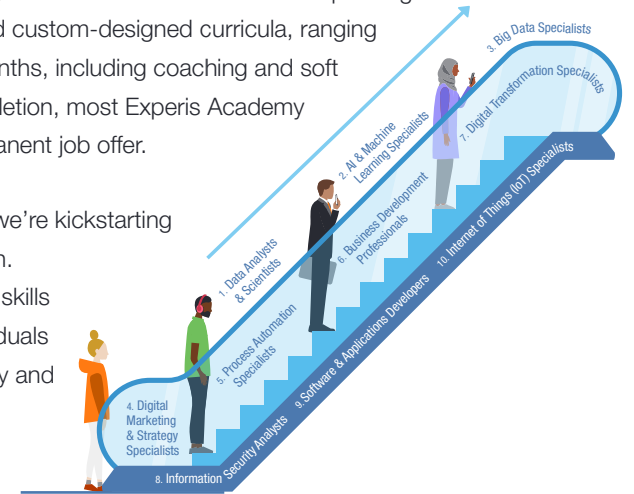 d custom-designed curricula, ranging
nths, including coaching and soft
letion, most Experis Academy
anent job offer.
we're kickstarting
n.
skills
duals
y and
1. Data Analysts
& Scientists
2. AI & Machine
Learning Specialists
3. Big Data Specialists
4. Digital
Marketing
& Strategy
Specialists
5. Process Automation
Specialists
6. Business Development
Professionals
7. Digital Transformation Specialists
8. Information Security Analysts
9. Software & Applications Developers
10. Internet of Things (IoT) Specialists